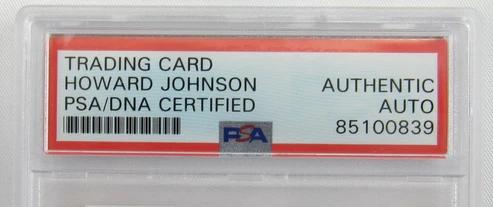 TRADING CARD
HOWARD JOHNSON
PSA/DNA CERTIFIED
AUTHENTIC
AUTO
85100839
PSA